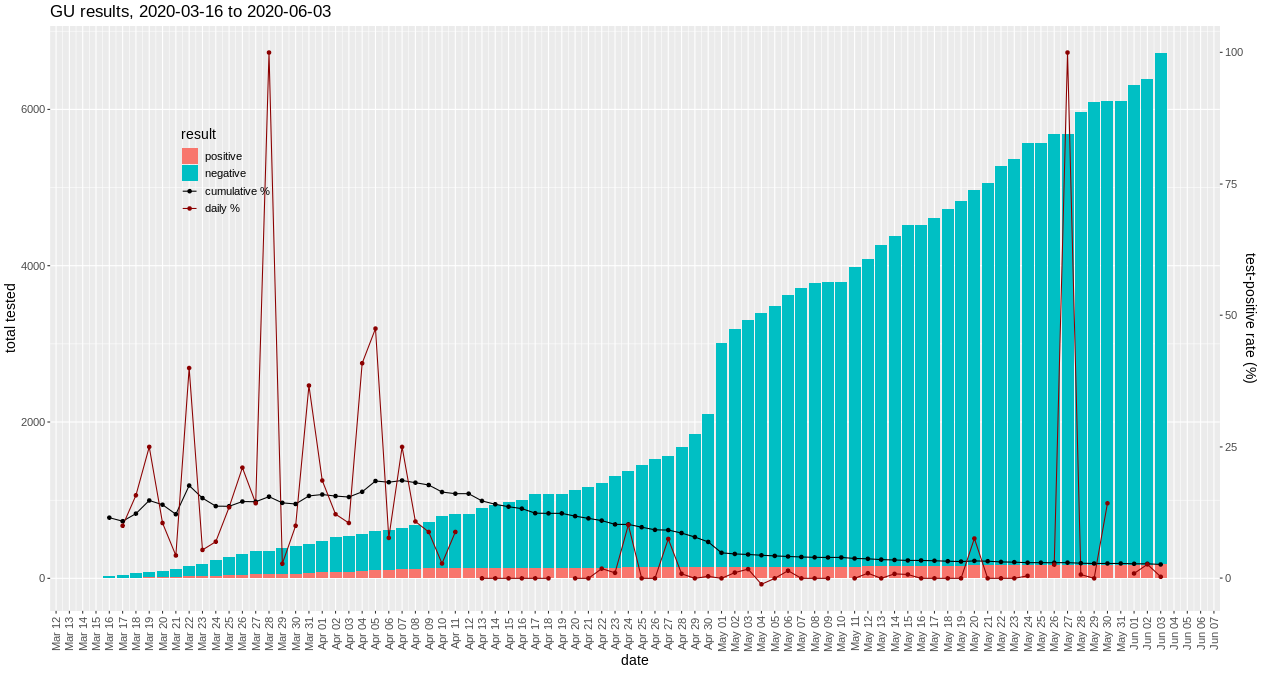 GU results, 2020-03-16 to 2020-06-03
total tested
6000
4000
2000
0
result
positive
negative
cumulative %
daily %
100
75
50
25
0
test-positive rate (%)
Mar 12
Mar 13
Mar 14
Mar 15
Mar 16
Mar 17
Mar 18
Mar 19
Mar 20
Mar 21
Mar 22
Mar 23
Mar 24
Mar 25
Mar 26
Mar 27
Mar 28
Mar 29
Mar 30
Mar 31
Apr 01
Apr 02
Apr 03
Apr 04
Apr 05
Apr 06
Apr 07
Apr 08
Apr 09
Apr 10
Apr 11
Apr 12
Apr 13
Apr 14
Apr 15
Apr 16
Apr 17
Apr 18
Apr 19
Apr 20
Apr 21
Apr 22
Apr 23
Apr 24
Apr 25
Apr 26
Apr 27
Apr 28
Apr 29
Apr 30
May 01
May 02
May 03
May 04
May 05
May 06
May 07
May 08
May 09
May 10
May 11
May 12
May 13
May 14
May 15
May 16
May 17
May 18
May 19
May 20
May 21
May 22
May 23
May 24
May 25
May 26
May 27
May 28
May 29
May 30
May 31
Jun 01
Jun 02
Jun 03
Jun 04
Jun 05
Jun 06
Jun 07
date